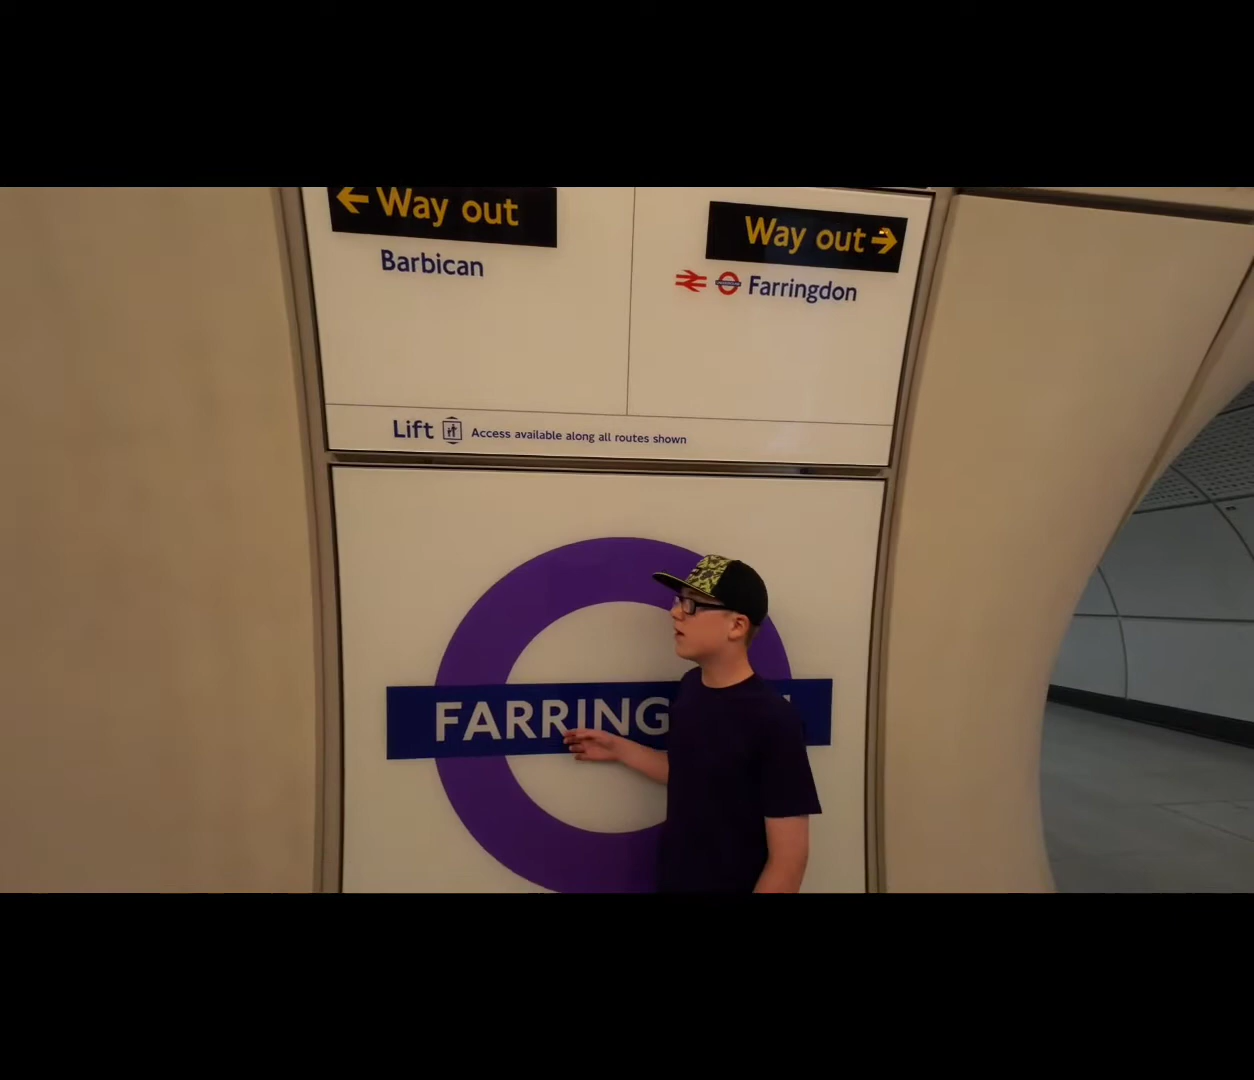 ← Way out
Barbican
Way out →
Farringdon
Lift Access available along all routes shown
FARRING